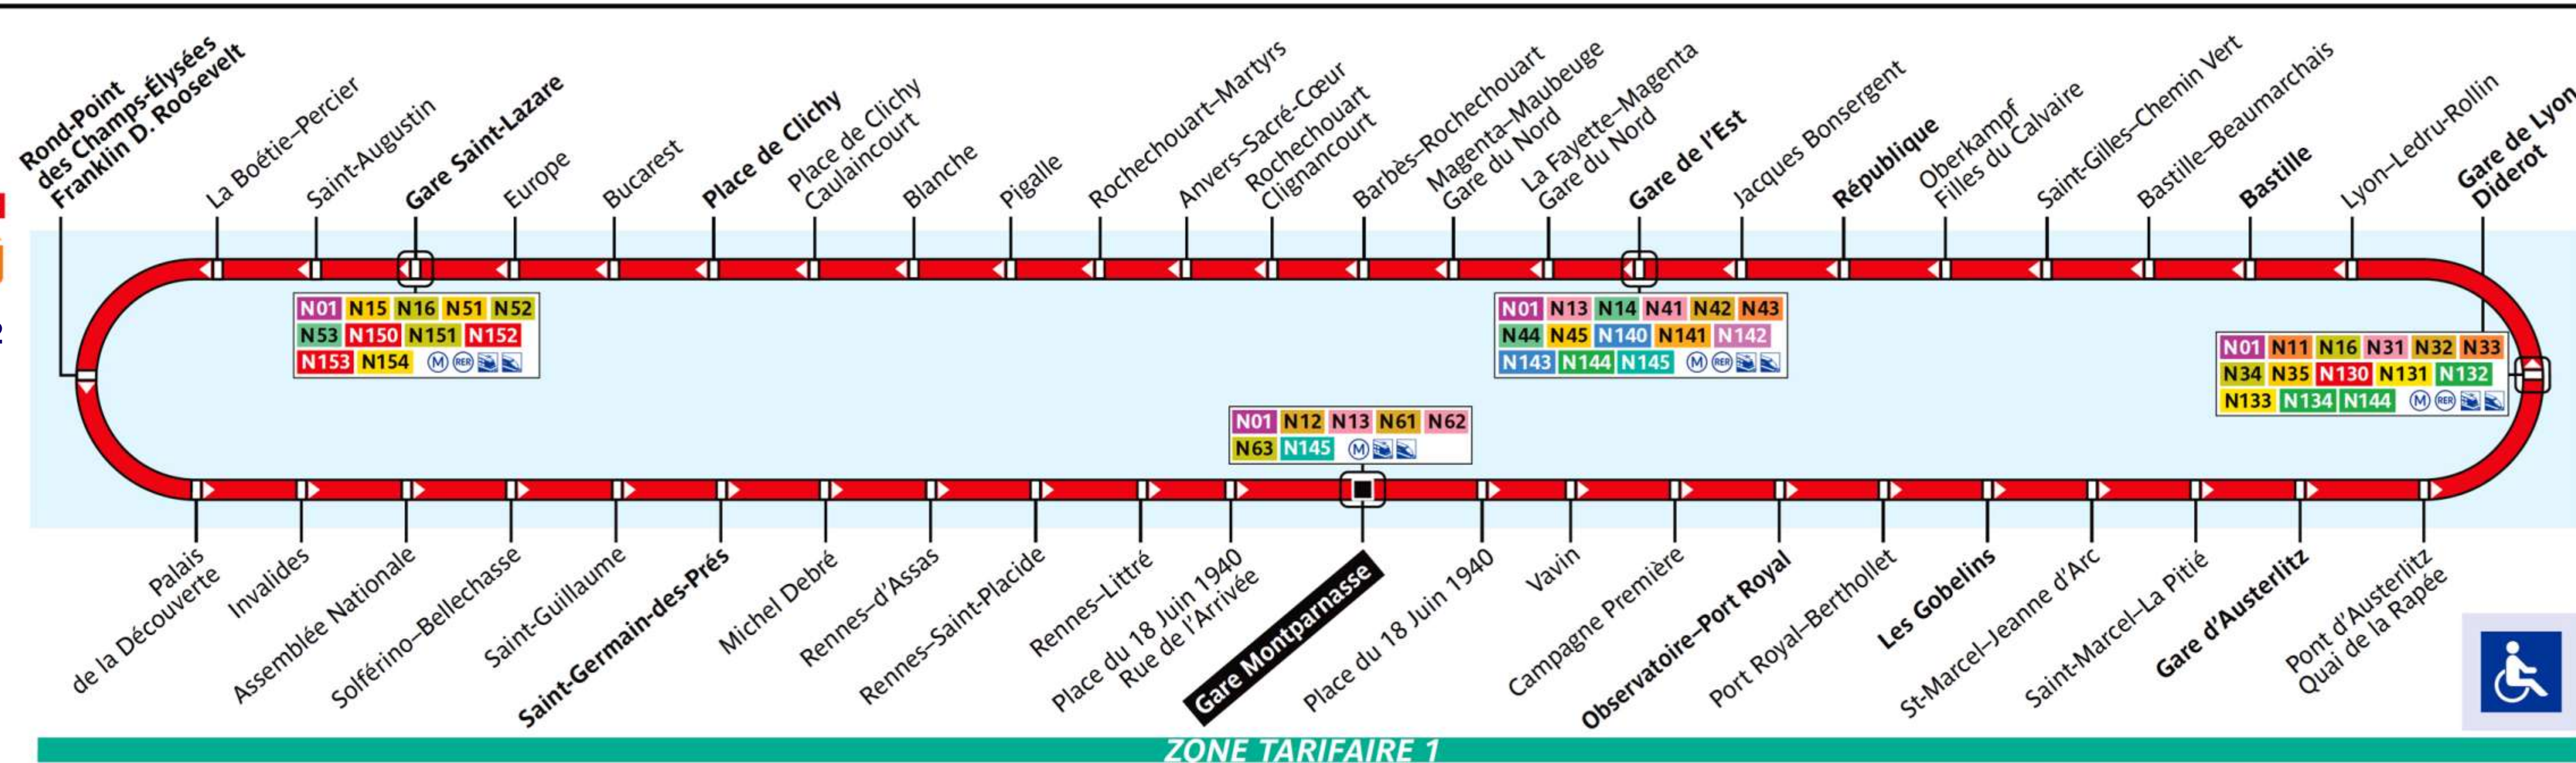 Rond-Point
des Champs-Élysées
Franklin D. Roosevelt
La Boétie–Percier
Saint-Augustin
Gare Saint-Lazare
Europe
Bucarest
Place de Clichy
Place de Clichy
Caulaincourt
Blanche
Pigalle
Rochechouart–Martyrs
Anvers–Sacré-Cœur
Rochechouart
Clignancourt
Barbès–Rochechouart
Magenta–Maubeuge
Gare du Nord
La Fayette–Magenta
Gare du Nord
Gare de l'Est
Jacques Bonsergent
République
Oberkampf
Filles du Calvaire
Saint-Gilles–Chemin Vert
Bastille–Beaumarchais
Bastille
Lyon–Ledru-Rollin
Gare de Lyon
Diderot
N01 N15 N16 N51 N52
N53 N150 N151 N152
N153 N154 M RER
N01 N13 N14 N41 N42 N43
N44 N45 N140 N141 N142
N143 N144 N145 M RER
N01 N11 N16 N31 N32 N33
N34 N35 N130 N131 N132
N133 N134 N144 M RER
N01 N12 N13 N61 N62
N63 N145 M
Palais
de la Découverte
Invalides
Assemblée Nationale
Solférino–Bellechasse
Saint-Guillaume
Saint-Germain-des-Prés
Michel Debré
Rennes–d'Assas
Rennes–Saint-Placide
Rennes–Littré
Place du 18 Juin 1940
Rue de l'Arrivée
Gare Montparnasse
Place du 18 Juin 1940
Vavin
Campagne Première
Observatoire–Port Royal
Port Royal–Berthollet
Les Gobelins
St-Marcel–Jeanne d'Arc
Saint-Marcel–La Pitié
Gare d'Austerlitz
Pont d'Austerlitz
Quai de la Rapée
ZONE TARIFAIRE 1